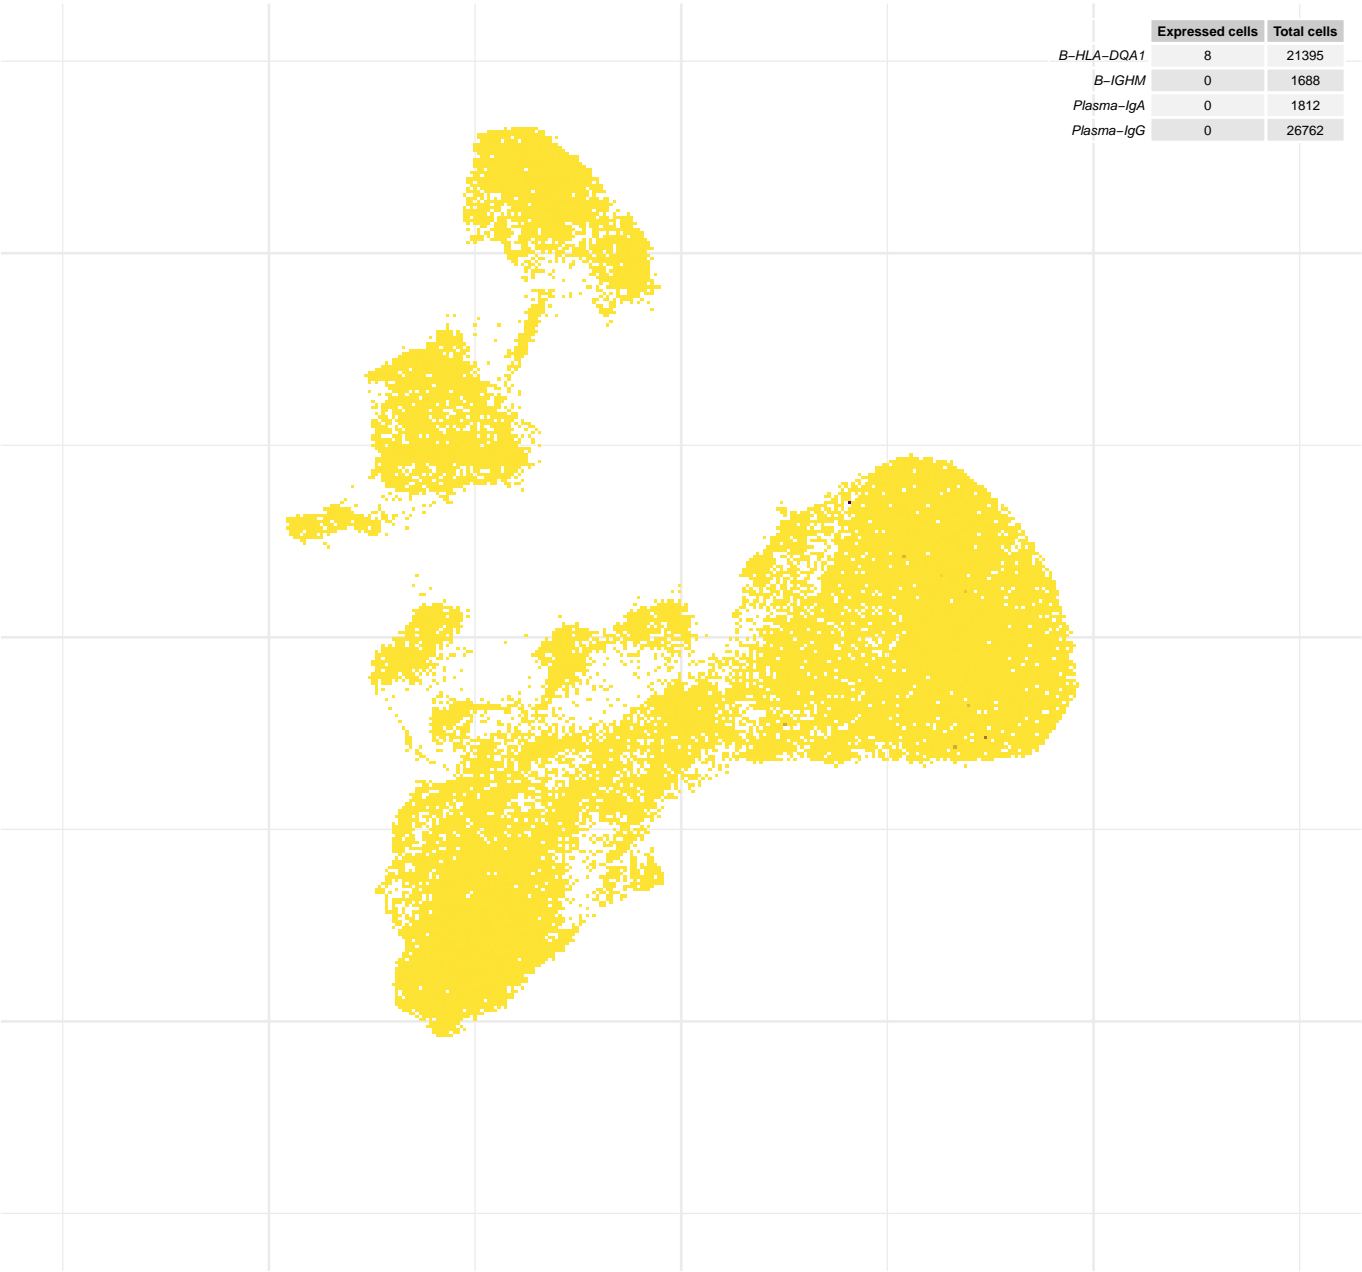 Expressed cells Total cells
B−HLA−DQA1 8 21395
B−IGHM 0 1688
Plasma−IgA 0 1812
Plasma−IgG 0 26762